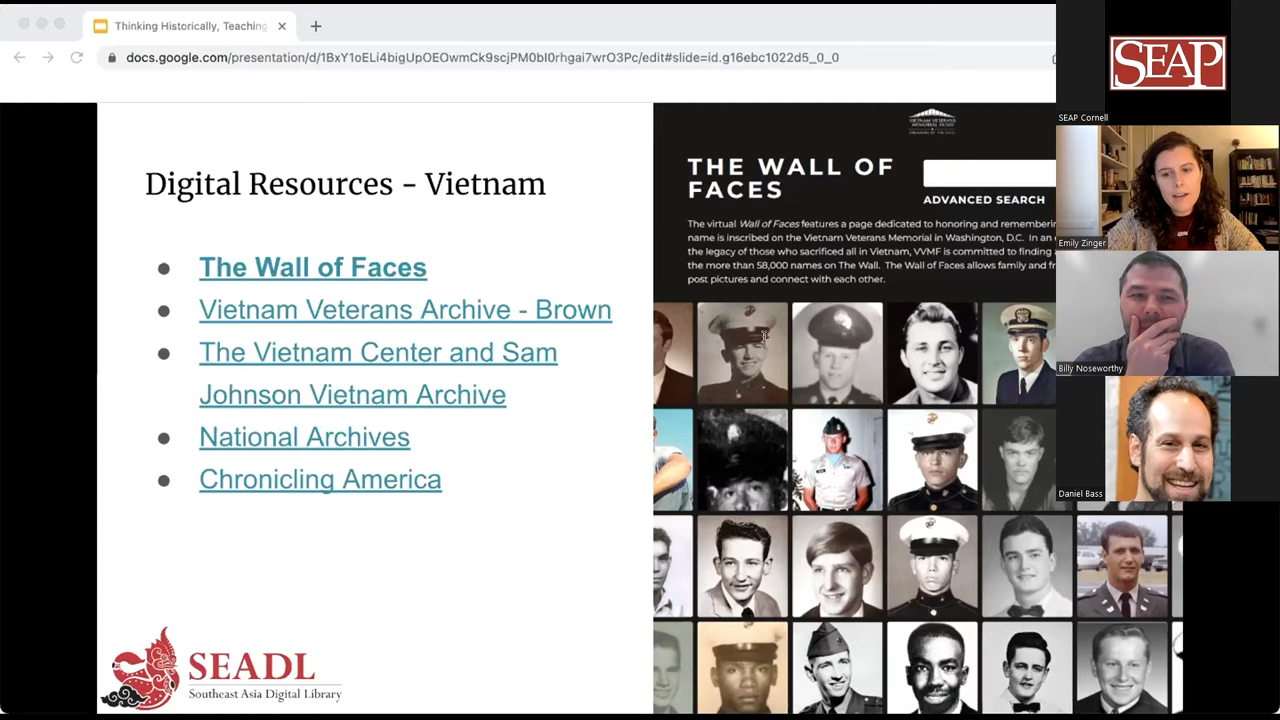 Thinking Historically, Teaching
docs.google.com/presentation/d/1BxY1oELi4bigUpOEOwmCk9scjPM0bI0rhgai7wrO3Pc/edit#slide=id.g16ebc1022d5_0_0
Digital Resources - Vietnam
● The Wall of Faces
● Vietnam Veterans Archive - Brown
● The Vietnam Center and Sam
Johnson Vietnam Archive
● National Archives
● Chronicling America
SEADL
Southeast Asia Digital Library
VIETNAM VETERANS
MEMORIAL FUND
THE WALL OF
FACES
ADVANCED SEARCH
The virtual Wall of Faces features a page dedicated to honoring and rememberin
name is inscribed on the Vietnam Veterans Memorial in Washington, D.C. In an
the legacy of those who sacrificed all in Vietnam, VVMF is committed to finding
the more than 58,000 names on The Wall. The Wall of Faces allows family and fr
post pictures and connect with each other.
SEAP
SEAP Cornell
Emily Zinger
Billy Noseworthy
Daniel Bass